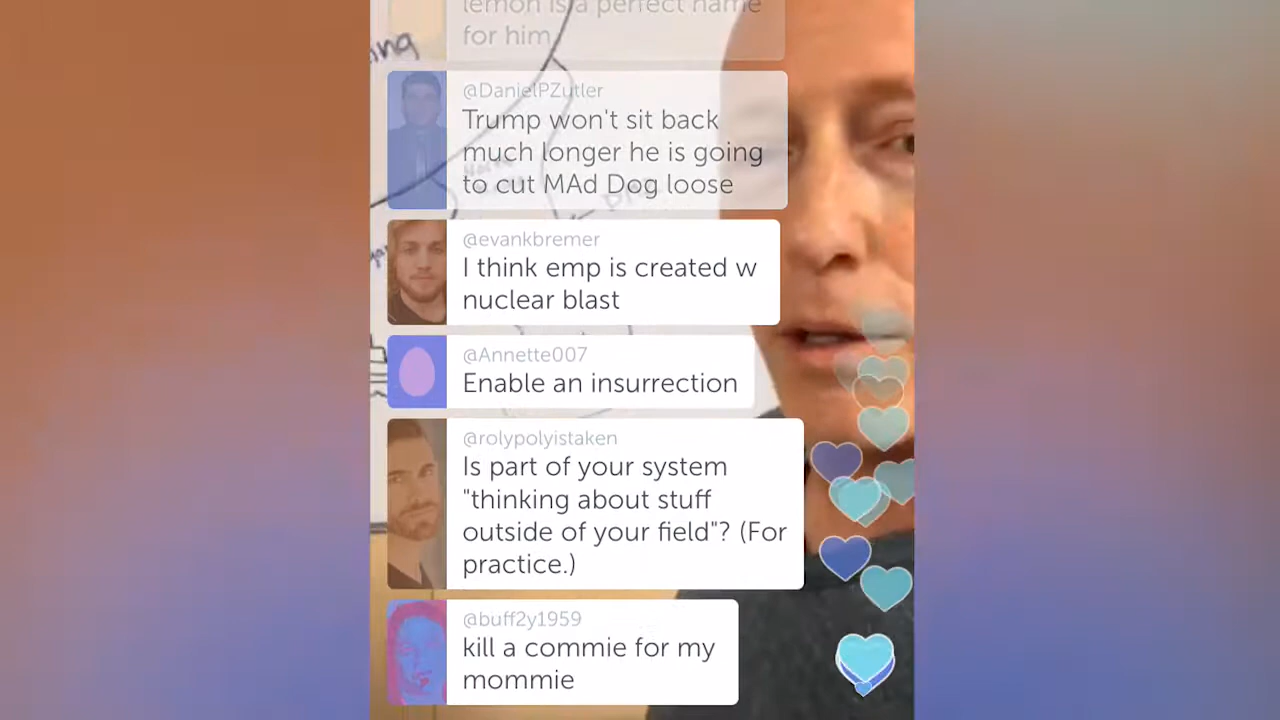 lemon is a perfect name
for him
@DanielPZutler
Trump won't sit back
much longer he is going
to cut MAd Dog loose
@evankbremer
I think emp is created w
nuclear blast
@Annette007
Enable an insurrection
@rolypolyistaken
Is part of your system
"thinking about stuff
outside of your field"? (For
practice.)
@buff2y1959
kill a commie for my
mommie